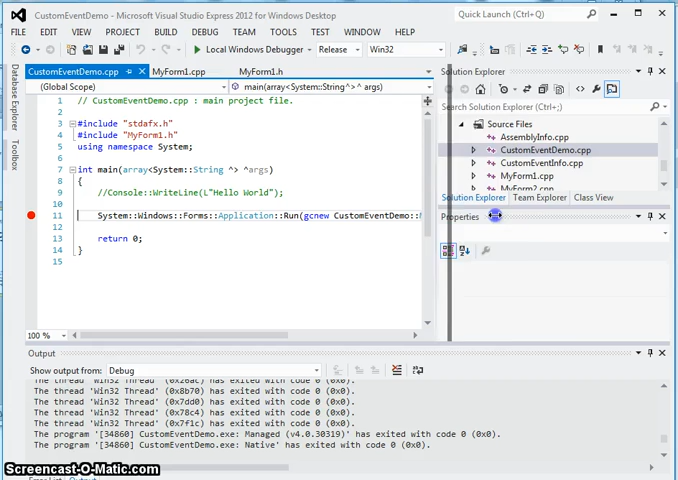 CustomEventDemo - Microsoft Visual Studio Express 2012 for Windows Desktop
Quick Launch (Ctrl+Q)
FILE EDIT VIEW PROJECT BUILD DEBUG TEAM TOOLS TEST WINDOW HELP
Local Windows Debugger Release Win32
Database Explorer
Toolbox
CustomEventDemo.cpp MyForm1.cpp MyForm1.h
(Global Scope) main(array<System::String^>^ args)
1 // CustomEventDemo.cpp : main project file.
2
3 #include "stdafx.h"
4 #include "MyForm1.h"
5 using namespace System;
6
7 int main(array<System::String ^> ^args)
8 {
9 //Console::WriteLine(L"Hello World");
10
11 System::Windows::Forms::Application::Run(gcnew CustomEventDemo::
12
13 return 0;
14 }
15
100 %
Solution Explorer
Search Solution Explorer (Ctrl+;)
Source Files
AssemblyInfo.cpp
CustomEventDemo.cpp
CustomEventInfo.cpp
MyForm1.cpp
MyForm2.cpp
Solution Explorer Team Explorer Class View
Properties
Output
Show output from: Debug
The thread 'Win32 Thread' (0x26ac) has exited with code 0 (0x0).
The thread 'Win32 Thread' (0x8b70) has exited with code 0 (0x0).
The thread 'Win32 Thread' (0x7dd0) has exited with code 0 (0x0).
The thread 'Win32 Thread' (0x78c4) has exited with code 0 (0x0).
The thread 'Win32 Thread' (0x7f1c) has exited with code 0 (0x0).
The program '[34860] CustomEventDemo.exe: Managed (v4.0.30319)' has exited with code 0 (0x0).
The program '[34860] CustomEventDemo.exe: Native' has exited with code 0 (0x0).
Screencast-O-Matic.com
Error List Output